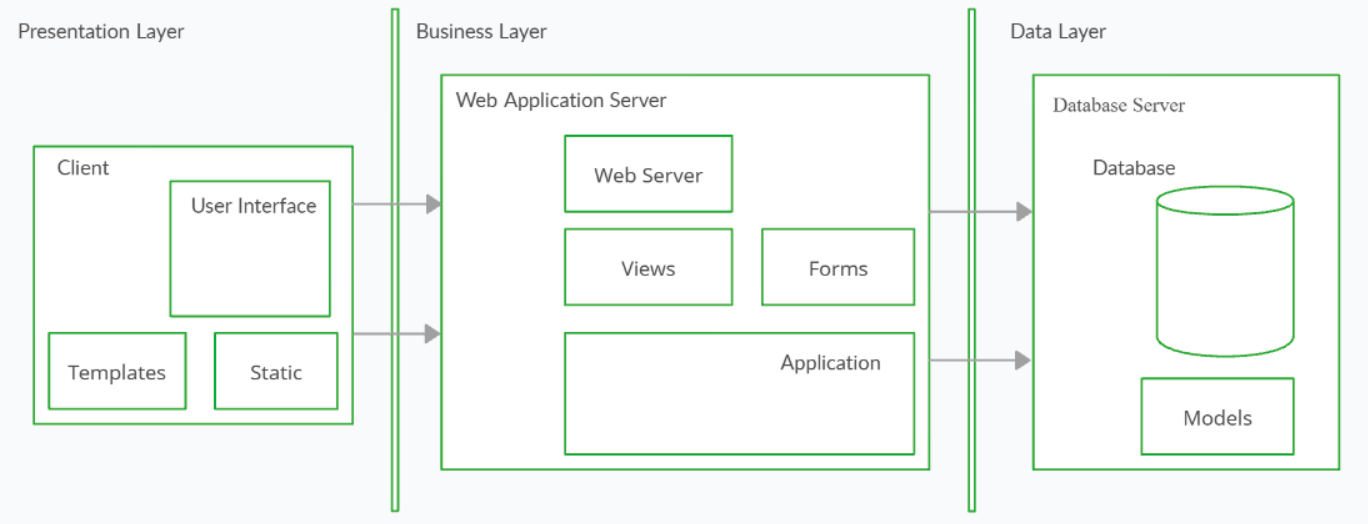 Presentation Layer
Business Layer
Data Layer
Client
User Interface
Templates
Static
Web Application Server
Web Server
Views
Forms
Application
Database Server
Database
Models